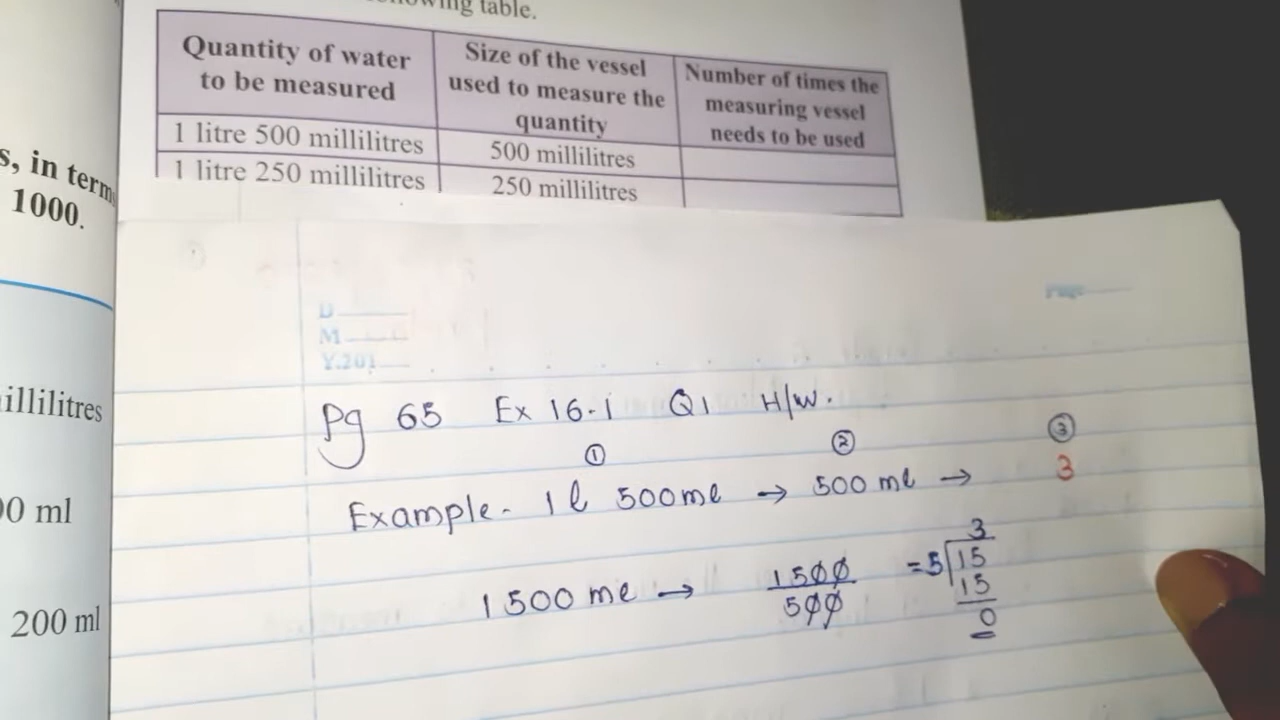 table.
Quantity of water
to be measured
Size of the vessel
used to measure the
quantity
Number of times the
measuring vessel
needs to be used
1 litre 500 millilitres
500 millilitres
1 litre 250 millilitres
250 millilitres
s, in term
1000.
illilitres
00 ml
200 ml
D
M
Y.201
Page
Pg 65 Ex 16.1 Q1 H/W.
① ② ③
Example. 1 l 500 ml → 500 ml → 3
3
1500 ml → 1500 = 5 15
500 15
0